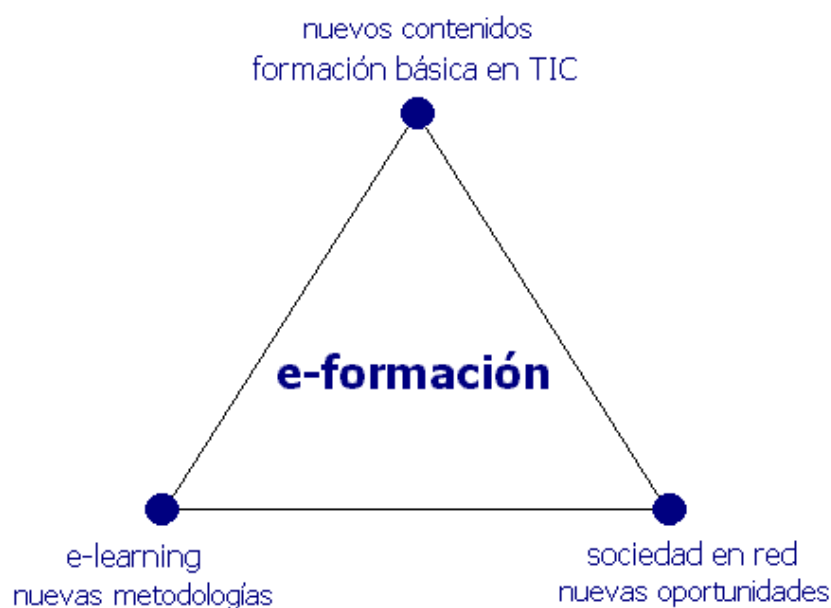 nuevos contenidos
formación básica en TIC
e-formación
e-learning
nuevas metodologías
sociedad en red
nuevas oportunidades